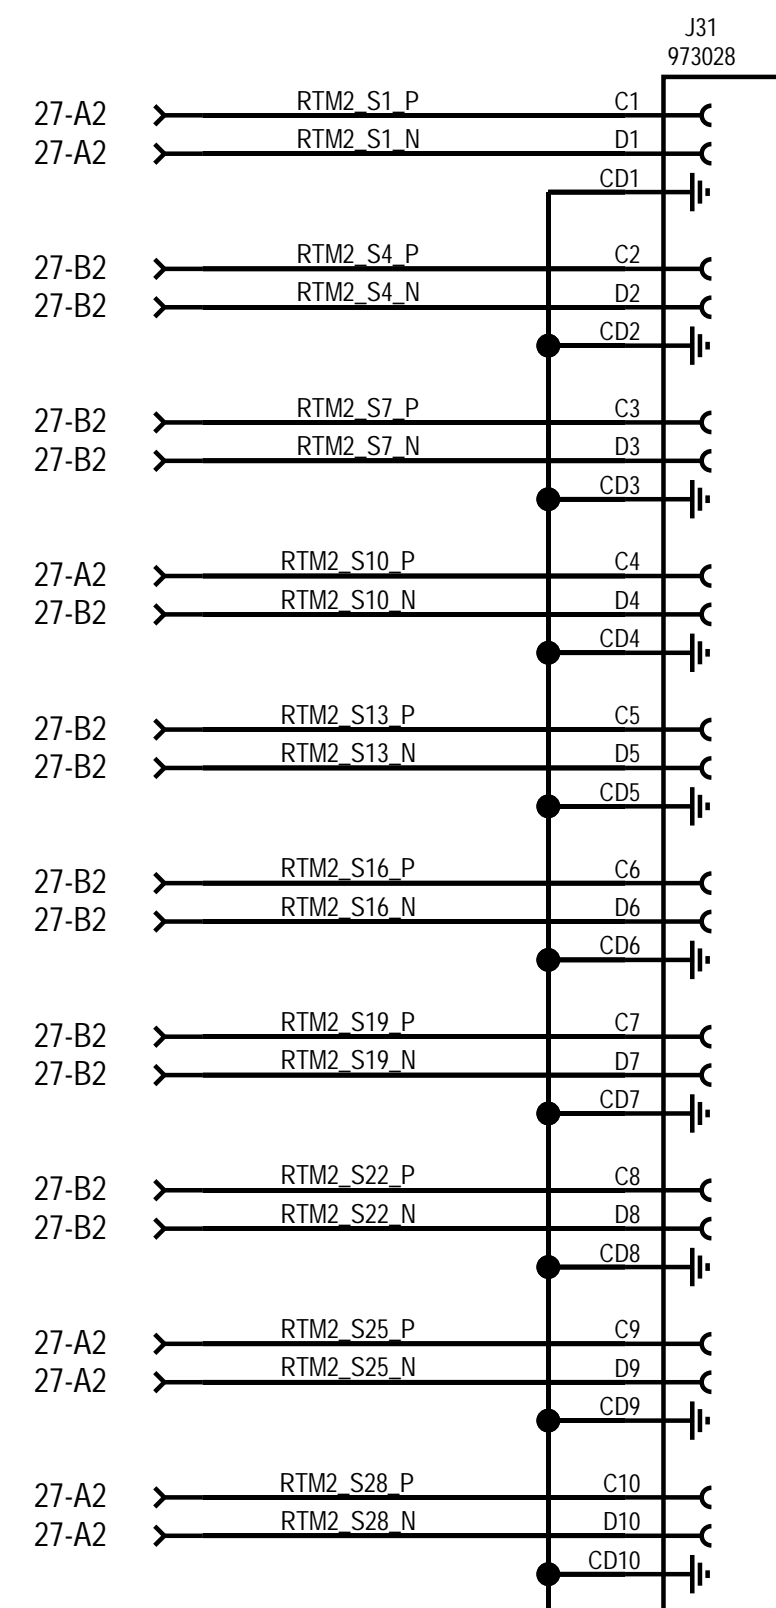 J31
973028
27-A2 RTM2_S1_P C1
27-A2 RTM2_S1_N D1
CD1
27-B2 RTM2_S4_P C2
27-B2 RTM2_S4_N D2
CD2
27-B2 RTM2_S7_P C3
27-B2 RTM2_S7_N D3
CD3
27-A2 RTM2_S10_P C4
27-B2 RTM2_S10_N D4
CD4
27-B2 RTM2_S13_P C5
27-B2 RTM2_S13_N D5
CD5
27-B2 RTM2_S16_P C6
27-B2 RTM2_S16_N D6
CD6
27-B2 RTM2_S19_P C7
27-B2 RTM2_S19_N D7
CD7
27-B2 RTM2_S22_P C8
27-B2 RTM2_S22_N D8
CD8
27-A2 RTM2_S25_P C9
27-A2 RTM2_S25_N D9
CD9
27-A2 RTM2_S28_P C10
27-A2 RTM2_S28_N D10
CD10